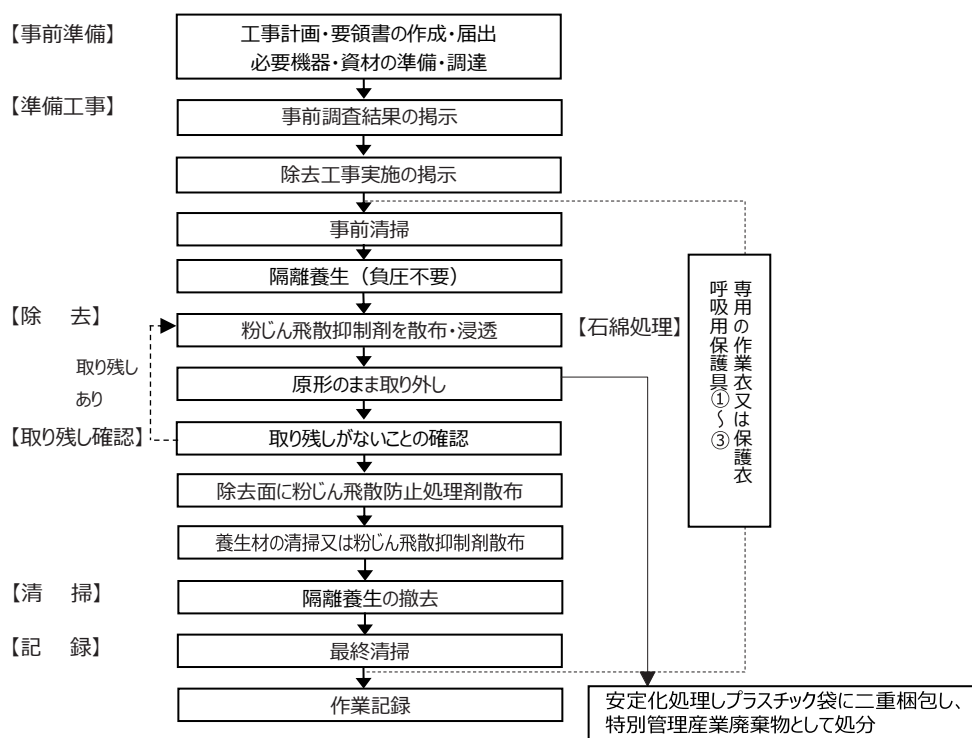 【事前準備】
工事計画・要領書の作成・届出
必要機器・資材の準備・調達
【準備工事】
事前調査結果の掲示
除去工事実施の掲示
事前清掃
隔離養生（負圧不要）
【除　去】
粉じん飛散抑制剤を散布・浸透
【石綿処理】
取り残し
あり
原形のまま取り外し
【取り残し確認】
取り残しがないことの確認
除去面に粉じん飛散防止処理剤散布
養生材の清掃又は粉じん飛散抑制剤散布
【清　掃】
隔離養生の撤去
【記　録】
最終清掃
作業記録
専用の作業衣又は保護衣
呼吸用保護具①～③
安定化処理しプラスチック袋に二重梱包し、
特別管理産業廃棄物として処分